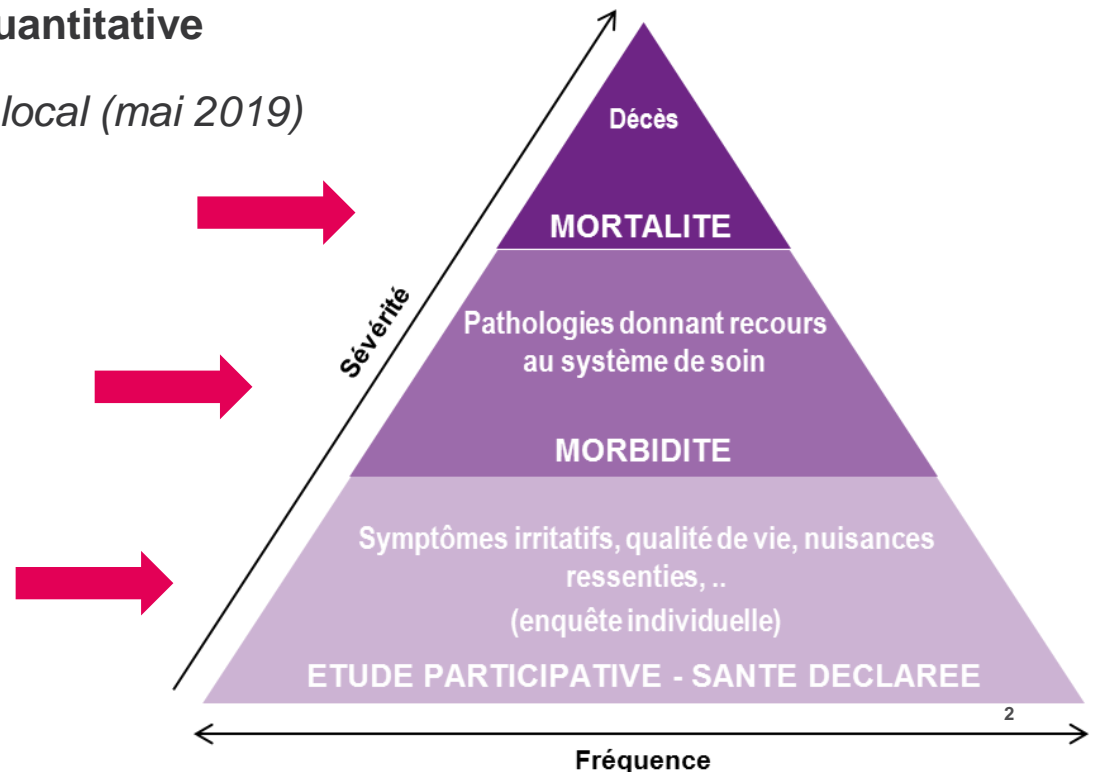 uantitative
local (mai 2019)
Décès
MORTALITE
Sévérité
Pathologies donnant recours
au système de soin
MORBIDITE
Symptômes irritatifs, qualité de vie, nuisances
ressenties, ..
(enquête individuelle)
ETUDE PARTICIPATIVE - SANTE DECLAREE
2
Fréquence